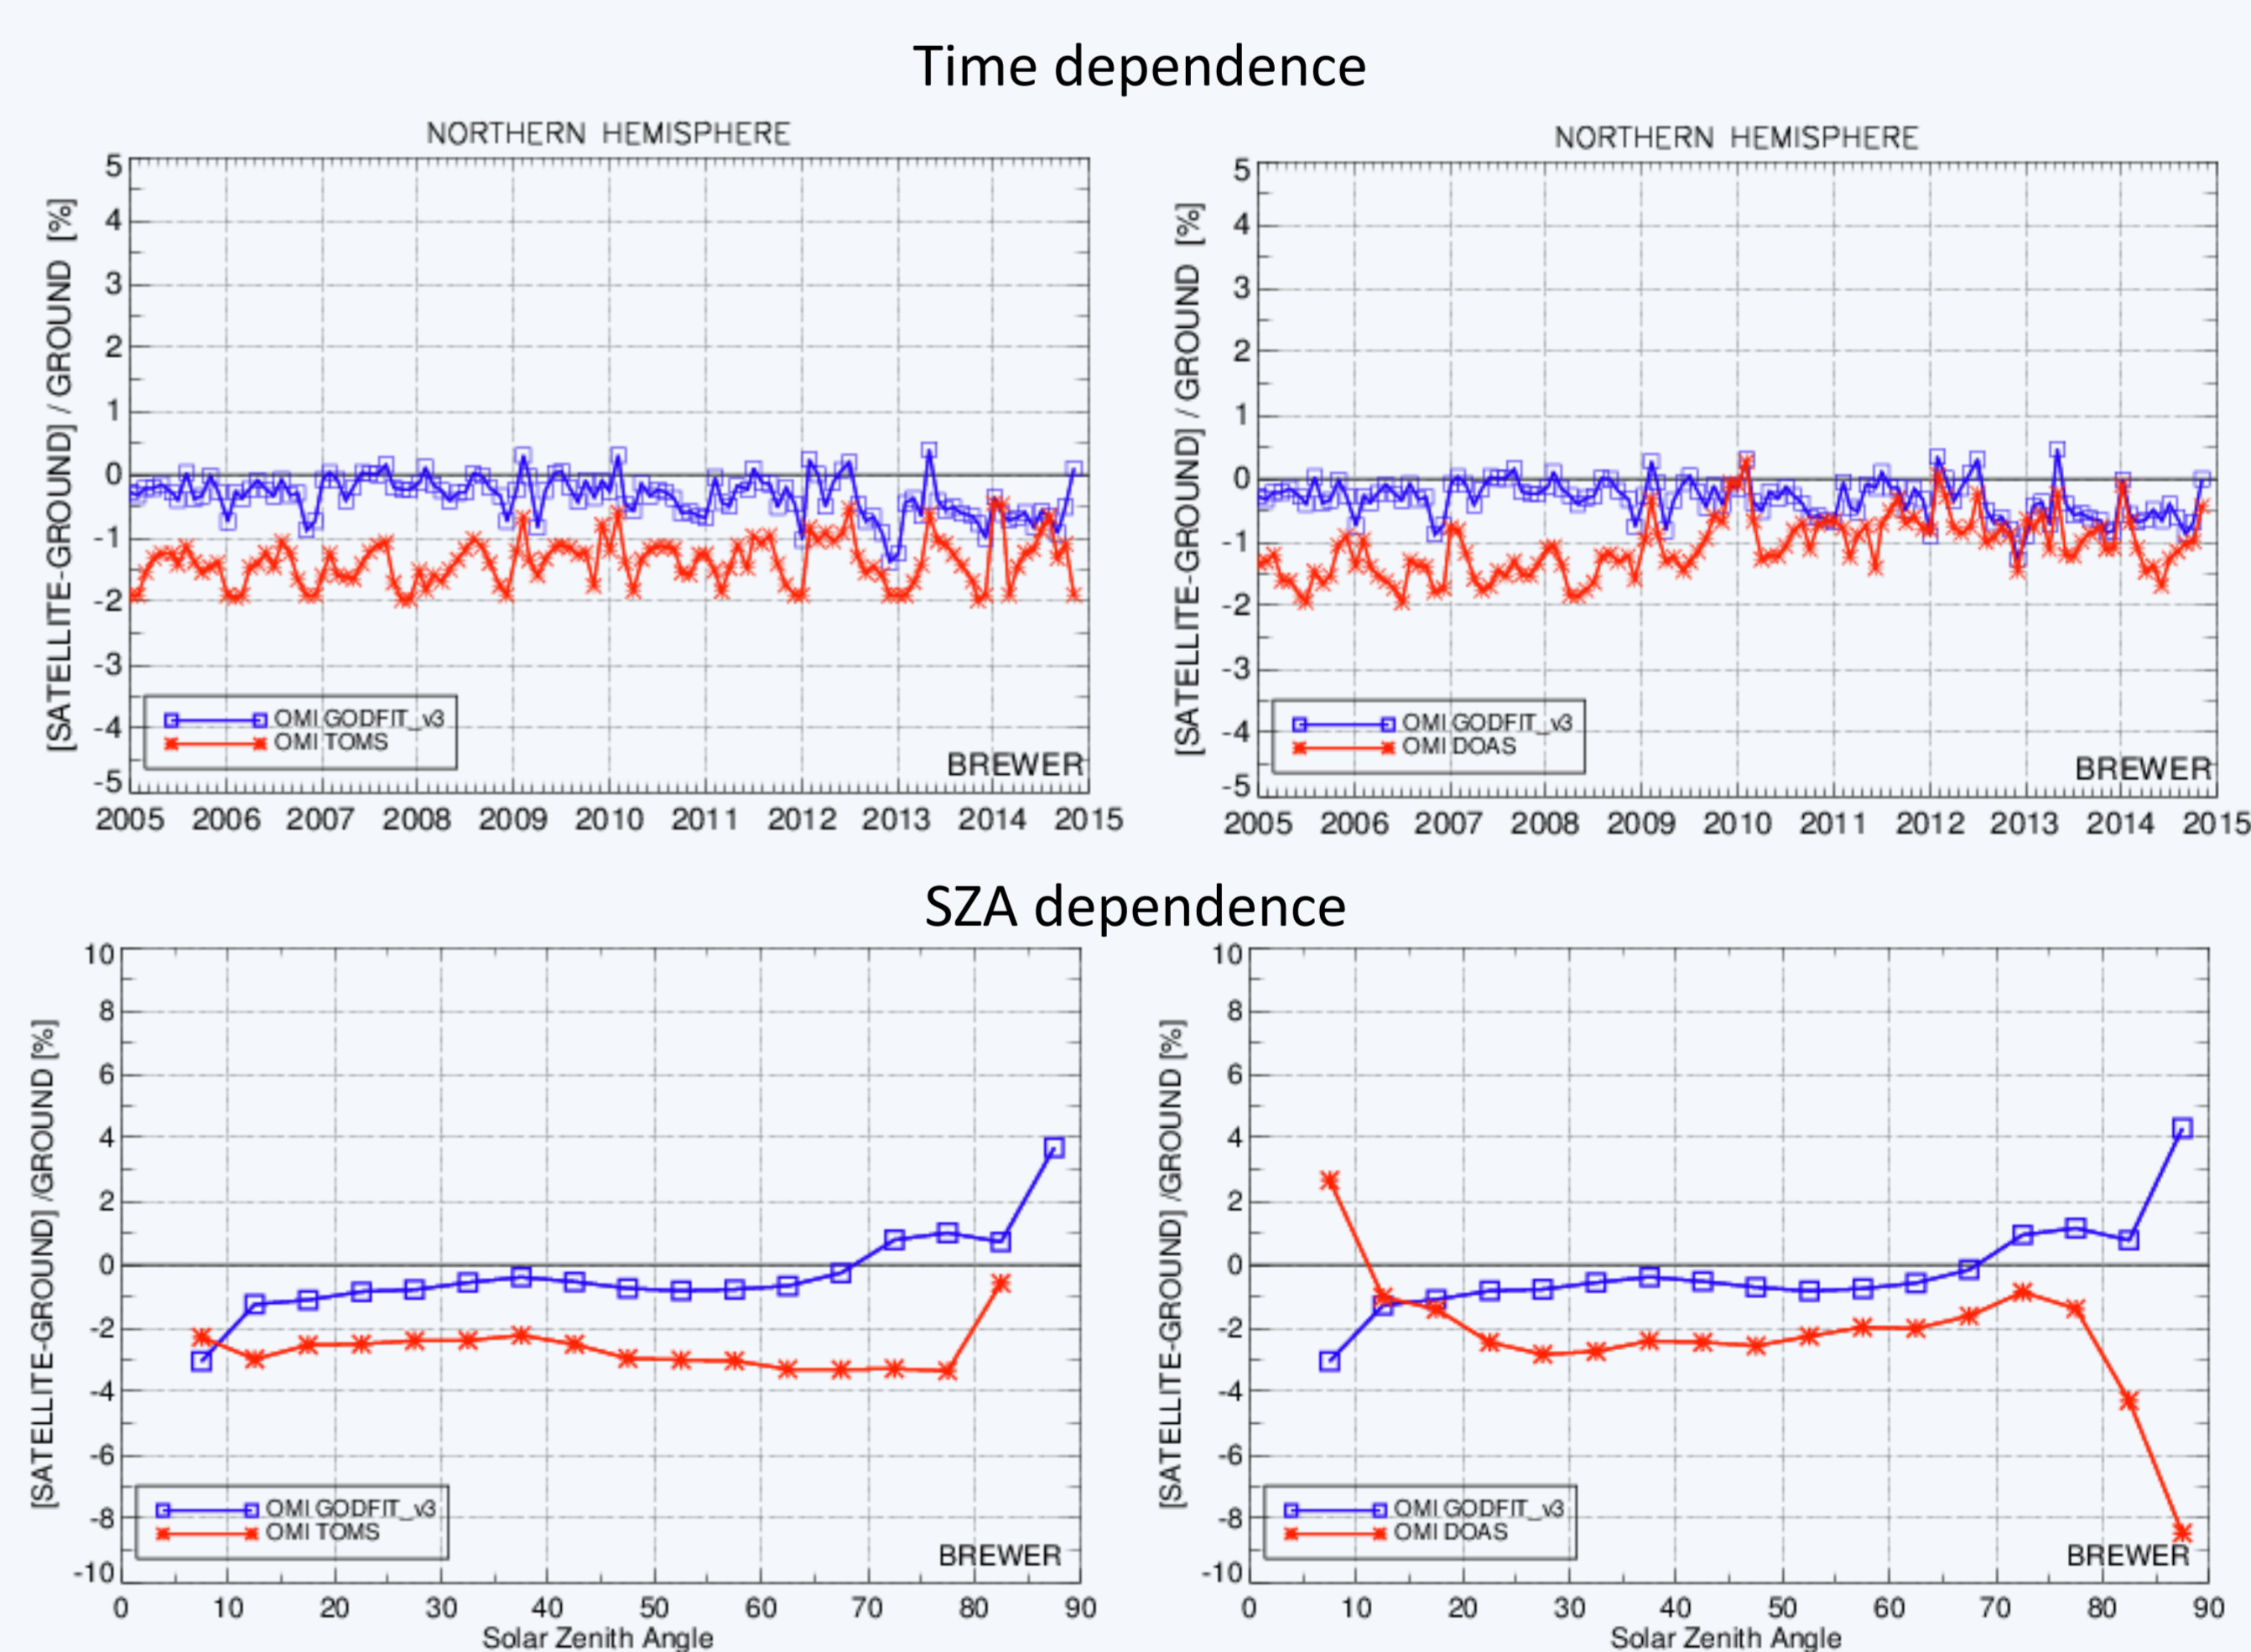 Time dependence
NORTHERN HEMISPHERE
[SATELLITE-GROUND] / GROUND [%]
5
4
3
2
1
0
-1
-2
-3
-4
-5
OMI GODFIT_v3
OMI TOMS
BREWER
2005 2006 2007 2008 2009 2010 2011 2012 2013 2014 2015
NORTHERN HEMISPHERE
[SATELLITE-GROUND] / GROUND [%]
5
4
3
2
1
0
-1
-2
-3
-4
-5
OMI GODFIT_v3
OMI DOAS
BREWER
2005 2006 2007 2008 2009 2010 2011 2012 2013 2014 2015
SZA dependence
[SATELLITE-GROUND] /GROUND [%]
10
8
6
4
2
0
-2
-4
-6
-8
-10
OMI GODFIT_v3
OMI TOMS
BREWER
0 10 20 30 40 50 60 70 80 90
Solar Zenith Angle
[SATELLITE-GROUND] /GROUND [%]
10
8
6
4
2
0
-2
-4
-6
-8
-10
OMI GODFIT_v3
OMI DOAS
BREWER
0 10 20 30 40 50 60 70 80 90
Solar Zenith Angle